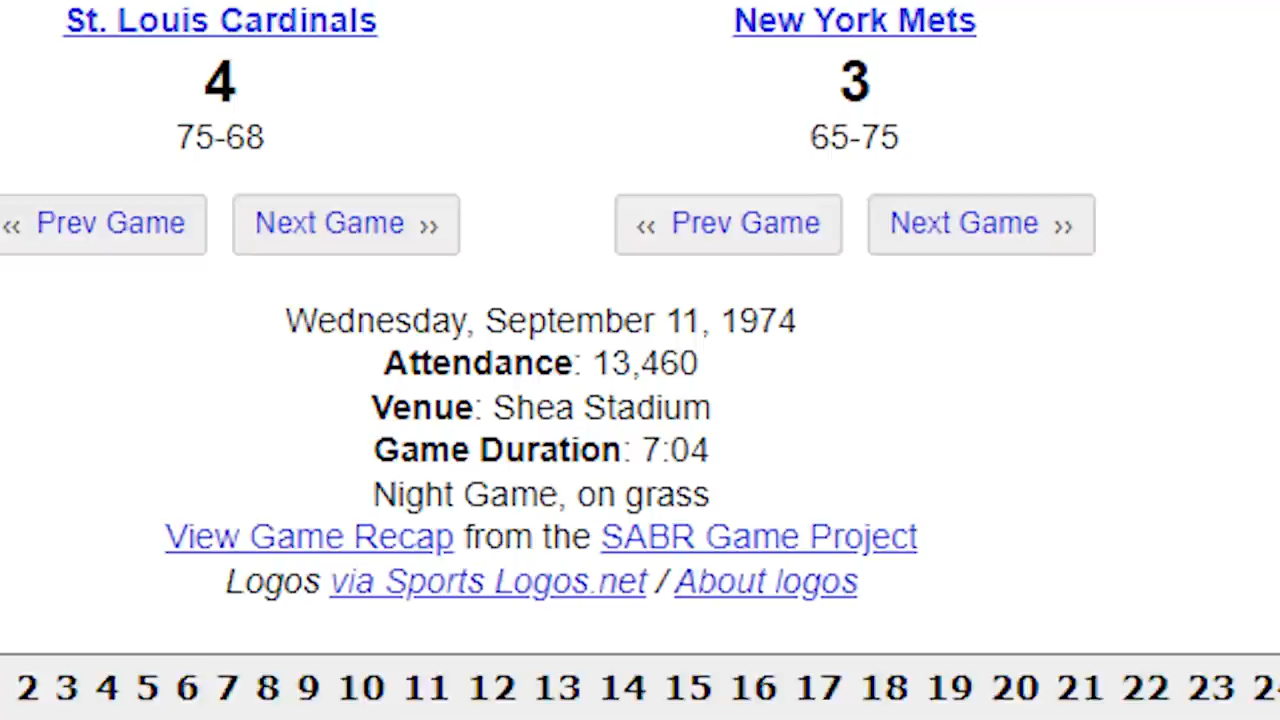 St. Louis Cardinals
4
75-68
‹‹ Prev Game
Next Game ››
New York Mets
3
65-75
‹‹ Prev Game
Next Game ››
Wednesday, September 11, 1974
Attendance: 13,460
Venue: Shea Stadium
Game Duration: 7:04
Night Game, on grass
View Game Recap from the SABR Game Project
Logos via Sports Logos.net / About logos
2 3 4 5 6 7 8 9 10 11 12 13 14 15 16 17 18 19 20 21 22 23